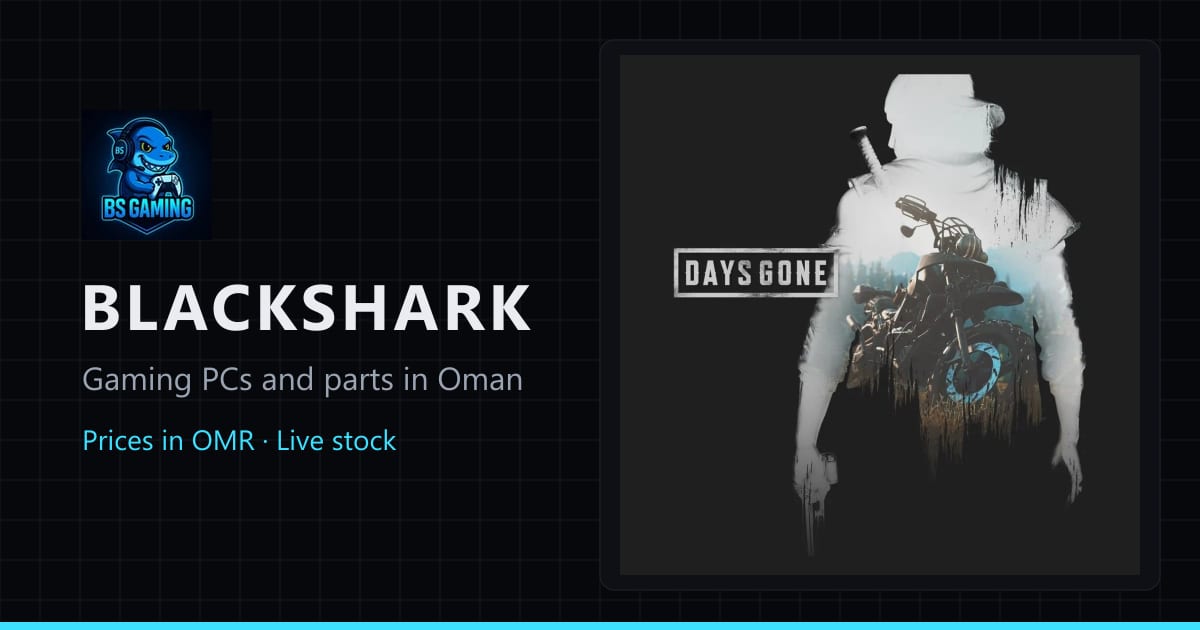 BS
BS GAMING
BLACKSHARK
Gaming PCs and parts in Oman
Prices in OMR · Live stock
DAYS GONE